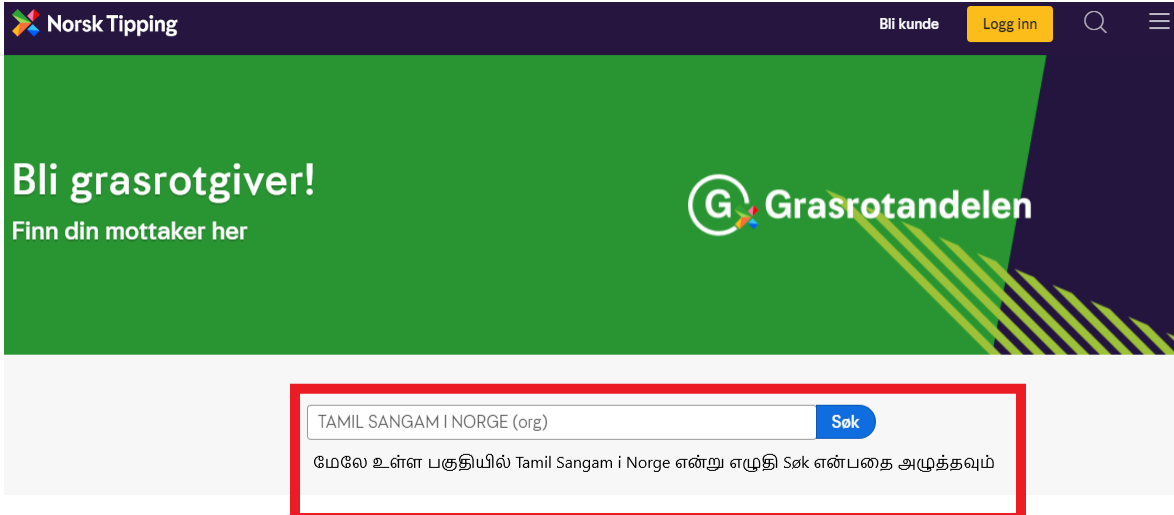 Norsk Tipping
Bli kunde
Logg inn
Bli grasrotgiver!
Finn din mottaker her
G Grasrotandelen
TAMIL SANGAM I NORGE (org)
Søk
மேலே உள்ள பகுதியில் Tamil Sangam i Norge என்று எழுதி Søk என்பதை அழுத்தவும்